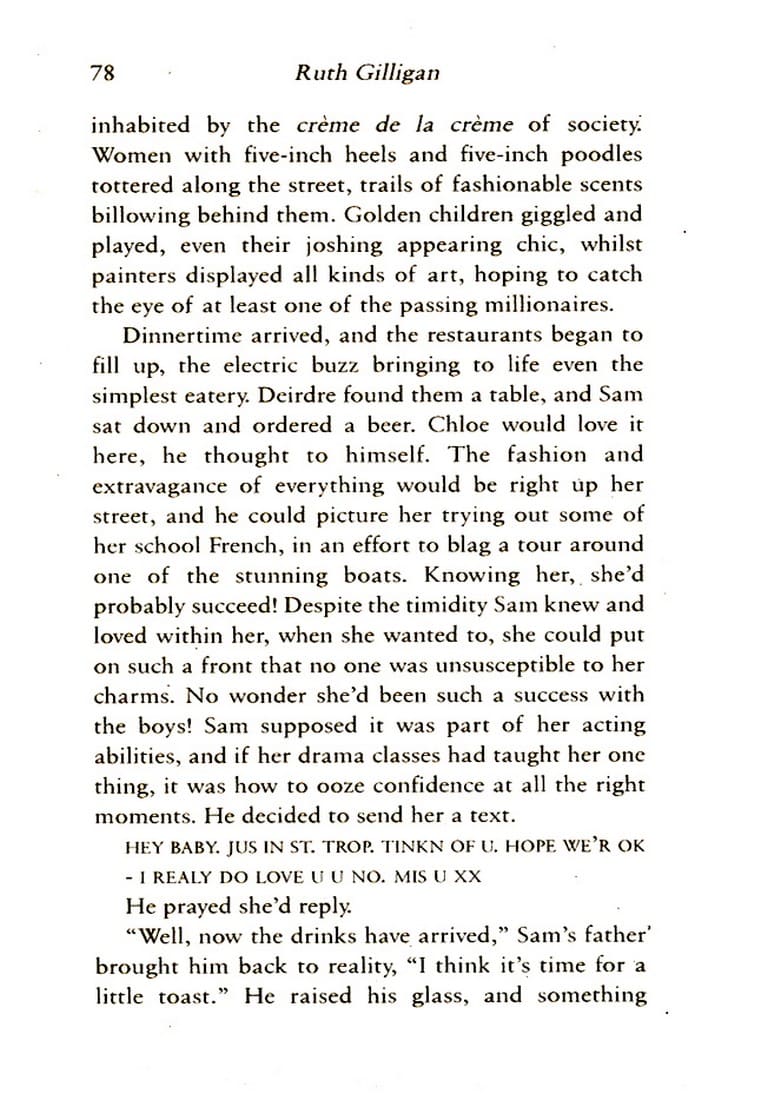 78 Ruth Gilligan
inhabited by the crème de la crème of society.
Women with five-inch heels and five-inch poodles
tottered along the street, trails of fashionable scents
billowing behind them. Golden children giggled and
played, even their joshing appearing chic, whilst
painters displayed all kinds of art, hoping to catch
the eye of at least one of the passing millionaires.
Dinnertime arrived, and the restaurants began to
fill up, the electric buzz bringing to life even the
simplest eatery. Deirdre found them a table, and Sam
sat down and ordered a beer. Chloe would love it
here, he thought to himself. The fashion and
extravagance of everything would be right up her
street, and he could picture her trying out some of
her school French, in an effort to blag a tour around
one of the stunning boats. Knowing her, she'd
probably succeed! Despite the timidity Sam knew and
loved within her, when she wanted to, she could put
on such a front that no one was unsusceptible to her
charms. No wonder she'd been such a success with
the boys! Sam supposed it was part of her acting
abilities, and if her drama classes had taught her one
thing, it was how to ooze confidence at all the right
moments. He decided to send her a text.
HEY BABY. JUS IN ST. TROP. TINKN OF U. HOPE WE'R OK
- I REALY DO LOVE U U NO. MIS U XX
He prayed she'd reply.
"Well, now the drinks have arrived," Sam's father
brought him back to reality, "I think it's time for a
little toast." He raised his glass, and something